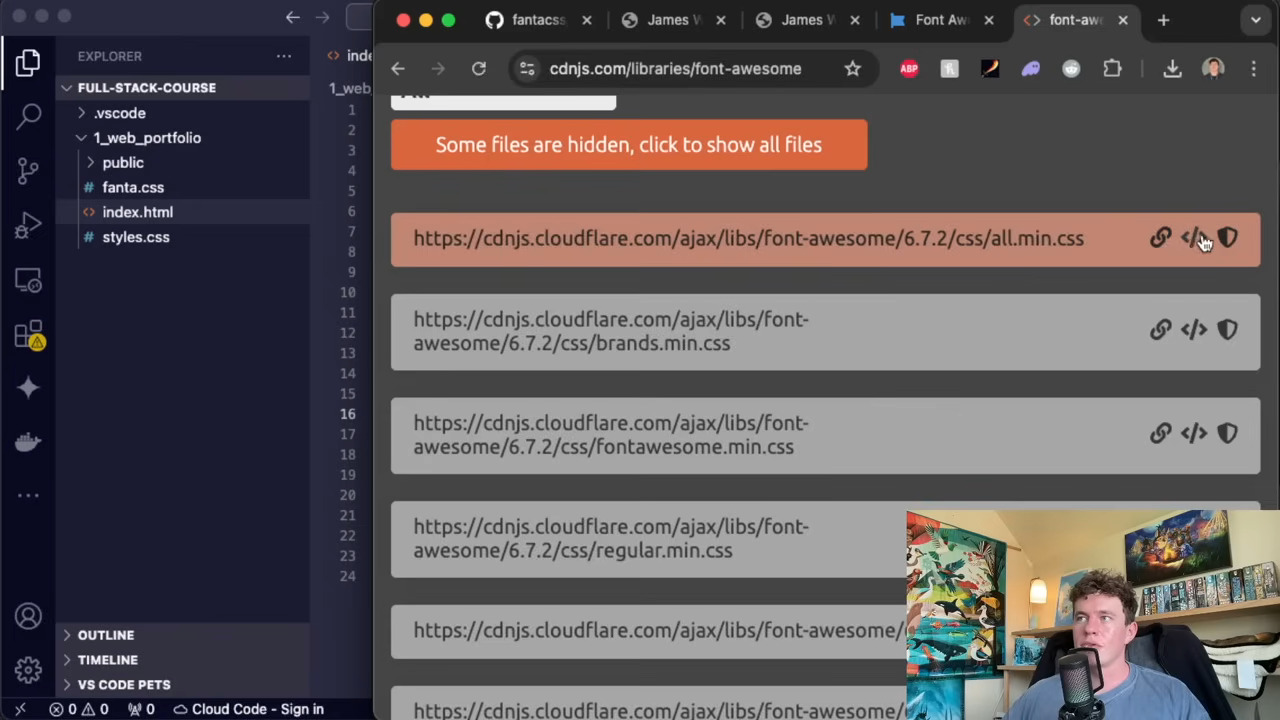 EXPLORER
FULL-STACK-COURSE
.vscode
1_web_portfolio
public
# fanta.css
<> index.html
# styles.css
OUTLINE
TIMELINE
VS CODE PETS
0 0 0 Cloud Code - Sign in
<> inde
1_web
1
2
3
4
5
6
7
8
9
10
11
12
13
14
15
16
17
18
19
20
21
22
23
24
fantacss
James W
James W
Font Aw
<> font-aw
cdnjs.com/libraries/font-awesome
ABP
Some files are hidden, click to show all files
https://cdnjs.cloudflare.com/ajax/libs/font-awesome/6.7.2/css/all.min.css
</>
https://cdnjs.cloudflare.com/ajax/libs/font-
awesome/6.7.2/css/brands.min.css
</>
https://cdnjs.cloudflare.com/ajax/libs/font-
awesome/6.7.2/css/fontawesome.min.css
</>
https://cdnjs.cloudflare.com/ajax/libs/font-
awesome/6.7.2/css/regular.min.css
https://cdnjs.cloudflare.com/ajax/libs/font-awesome/
https://cdnjs.cloudflare.com/ajax/libs/font-awesome/